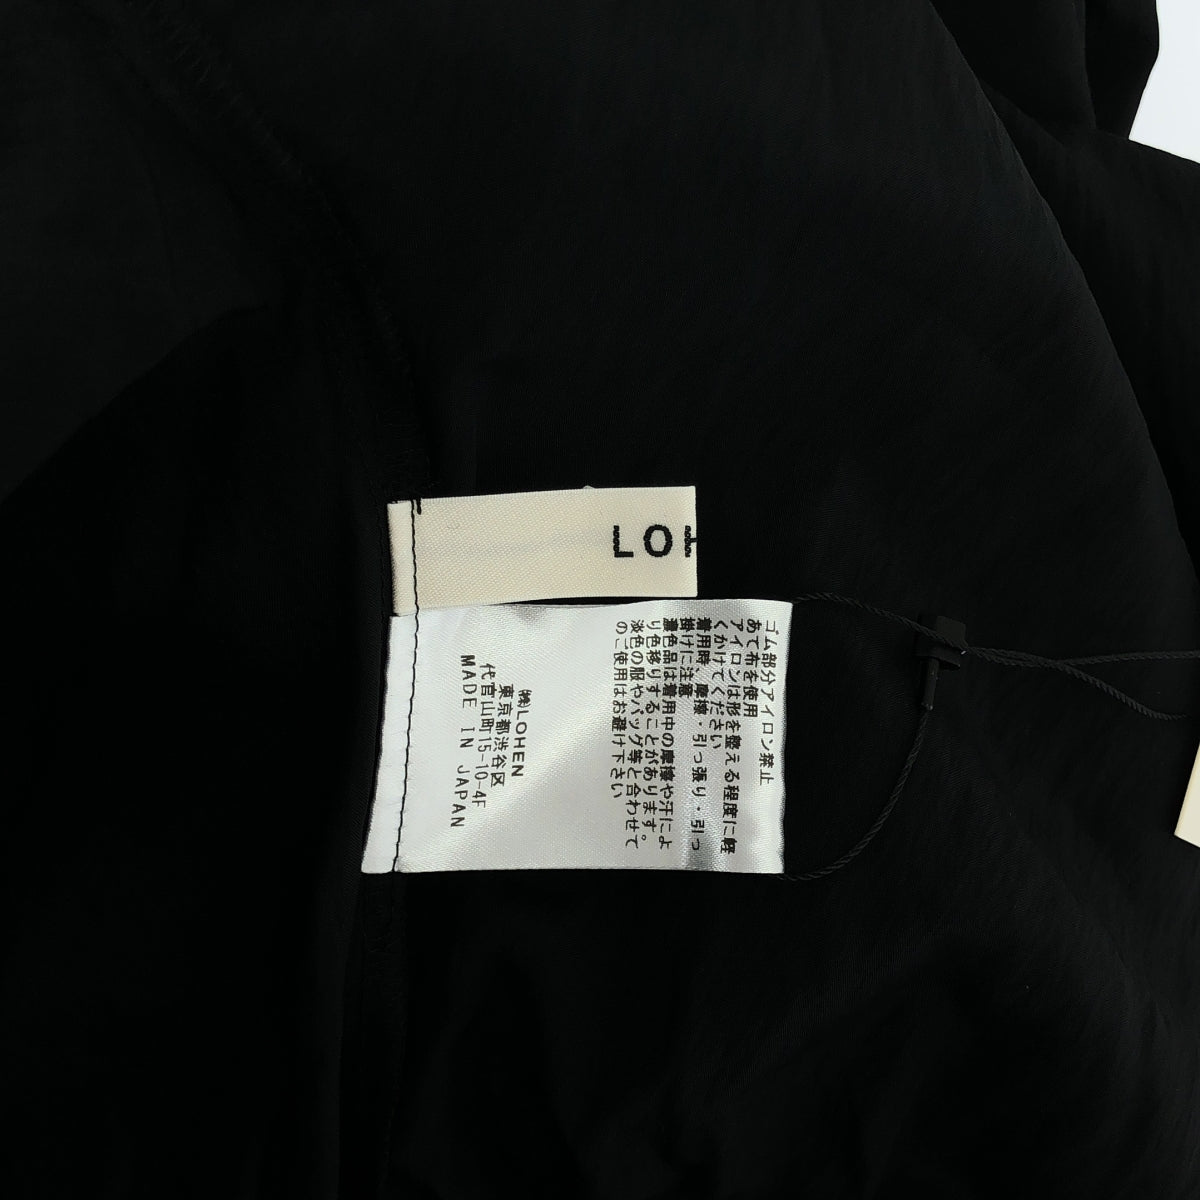 LO
ゴム部分アイロン禁止
あて布を使用
アイロンは形を整える程度に軽
くかけてください
着用時、摩擦・引っ張り・引っ
掛けに注意
濃色品は着用中の摩擦や汗によ
り色移りすることがあります。
淡色の服やバッグ等と合わせて
のご使用はお避け下さい
㈱LOHEN
東京都渋谷区
代官山町15-10-4F
MADE IN JAPAN